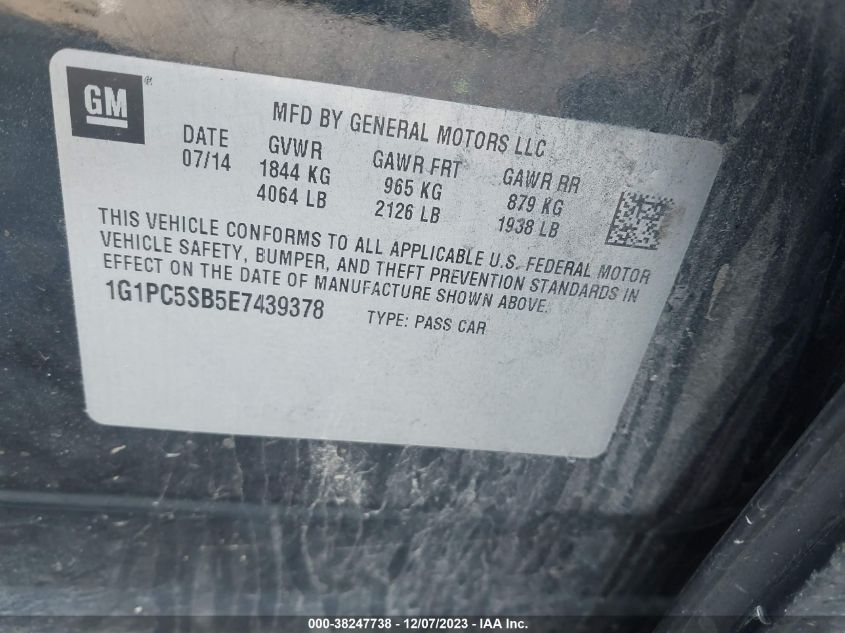 GM®
MFD BY GENERAL MOTORS LLC
DATE GVWR GAWR FRT GAWR RR
07/14 1844 KG 965 KG 879 KG
4064 LB 2126 LB 1938 LB
THIS VEHICLE CONFORMS TO ALL APPLICABLE U.S. FEDERAL MOTOR
VEHICLE SAFETY, BUMPER, AND THEFT PREVENTION STANDARDS IN
EFFECT ON THE DATE OF MANUFACTURE SHOWN ABOVE.
1G1PC5SB5E7439378 TYPE: PASS CAR
000-38247738 - 12/07/2023 - IAA Inc.